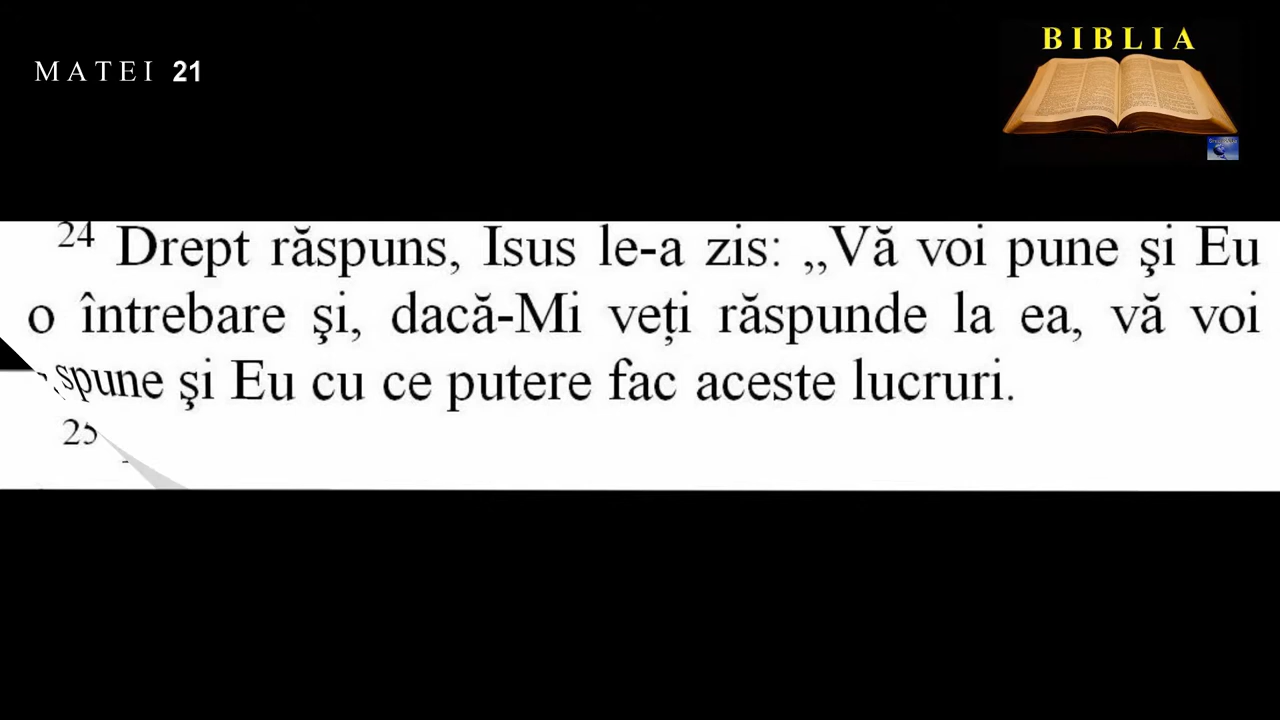 BIBLIA
MATEI 21
24 Drept răspuns, Isus le-a zis: „Vă voi pune şi Eu
o întrebare şi, dacă-Mi veţi răspunde la ea, vă voi
spune şi Eu cu ce putere fac aceste lucruri.
25